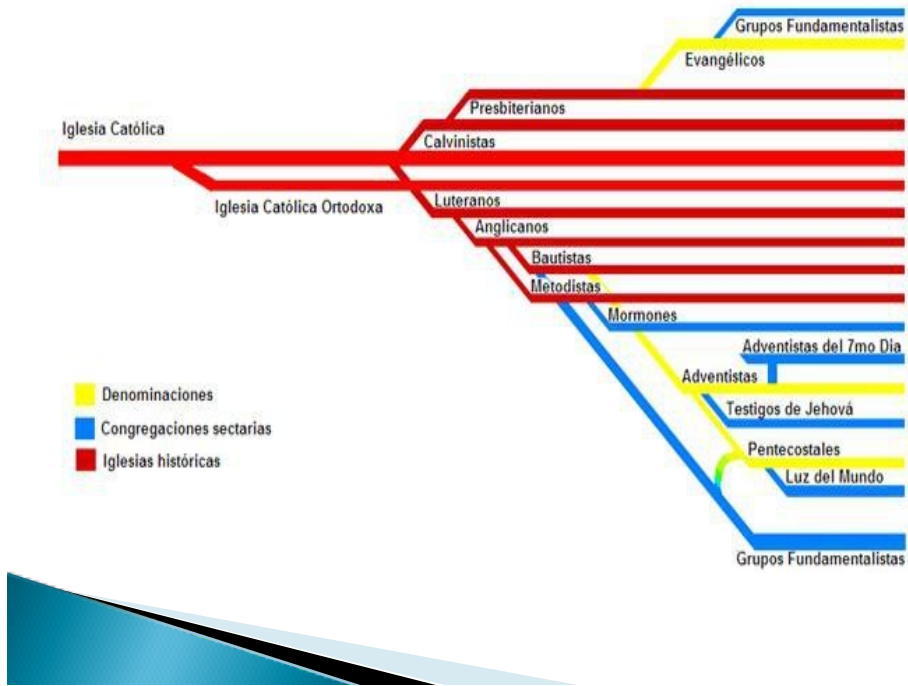 Grupos Fundamentalistas
Evangélicos
Presbiterianos
Iglesia Católica
Calvinistas
Iglesia Católica Ortodoxa
Luteranos
Anglicanos
Bautistas
Metodistas
Mormones
Adventistas del 7mo Dia
Adventistas
Testigos de Jehová
Pentecostales
Luz del Mundo
Grupos Fundamentalistas
Denominaciones
Congregaciones sectarias
Iglesias históricas